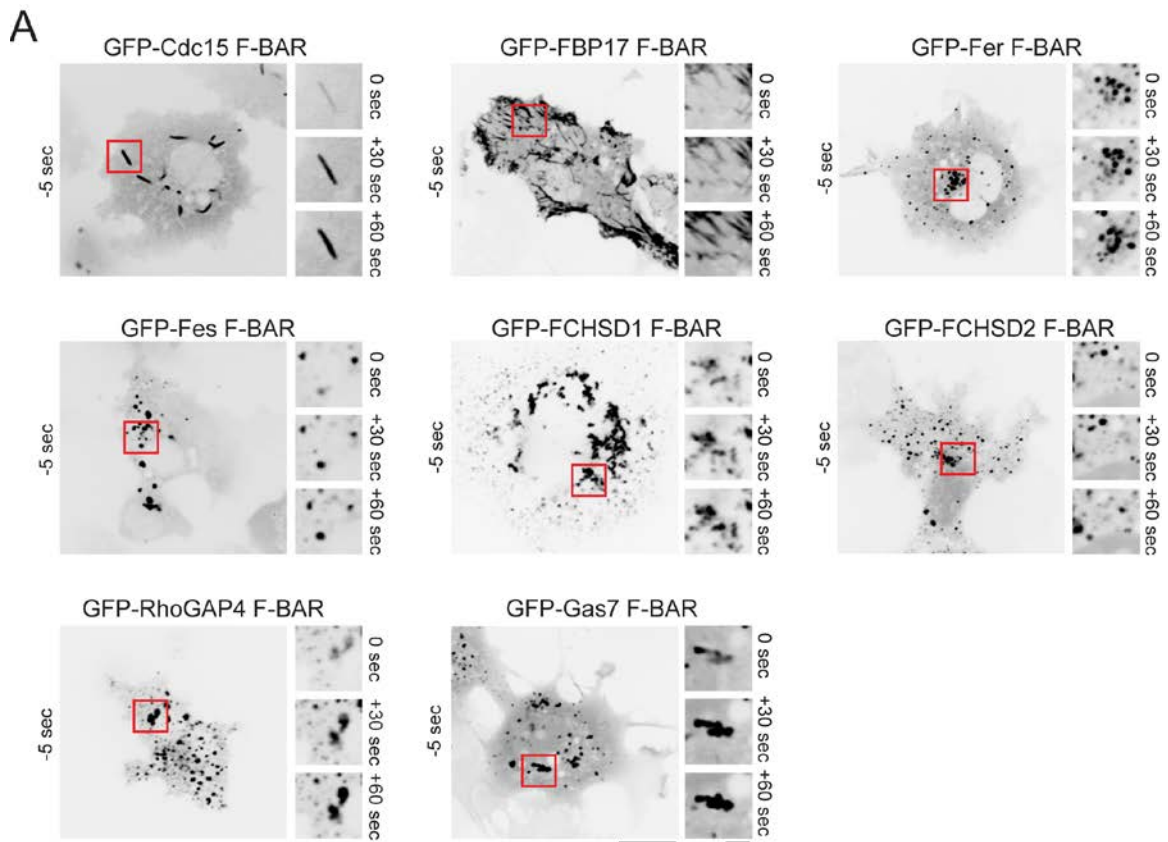 A
GFP-Cdc15 F-BAR
-5 sec
0 sec
+30 sec
+60 sec
GFP-FBP17 F-BAR
-5 sec
0 sec
+30 sec
+60 sec
GFP-Fer F-BAR
-5 sec
0 sec
+30 sec
+60 sec
GFP-Fes F-BAR
-5 sec
0 sec
+30 sec
+60 sec
GFP-FCHSD1 F-BAR
-5 sec
0 sec
+30 sec
+60 sec
GFP-FCHSD2 F-BAR
-5 sec
0 sec
+30 sec
+60 sec
GFP-RhoGAP4 F-BAR
-5 sec
0 sec
+30 sec
+60 sec
GFP-Gas7 F-BAR
-5 sec
0 sec
+30 sec
+60 sec